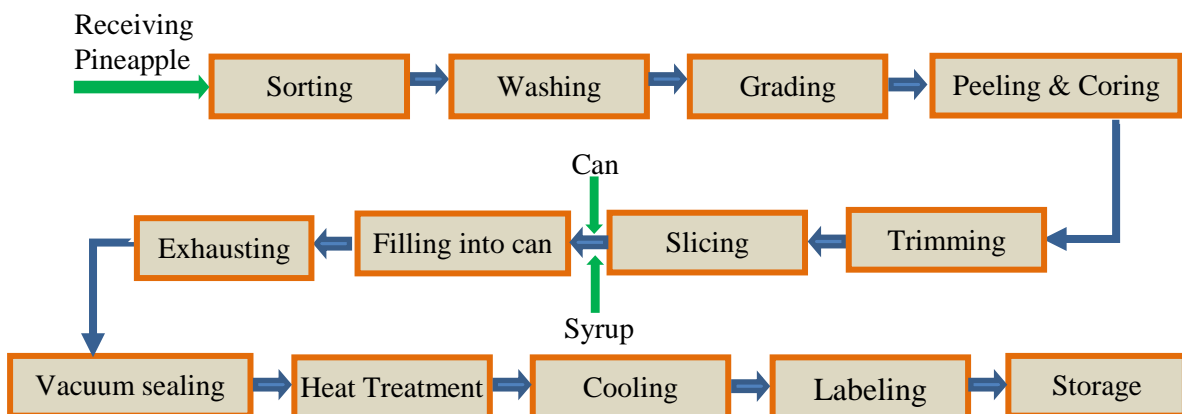 Receiving
Pineapple
Sorting
Washing
Grading
Peeling & Coring
Can
Exhausting
Filling into can
Slicing
Trimming
Syrup
Vacuum sealing
Heat Treatment
Cooling
Labeling
Storage